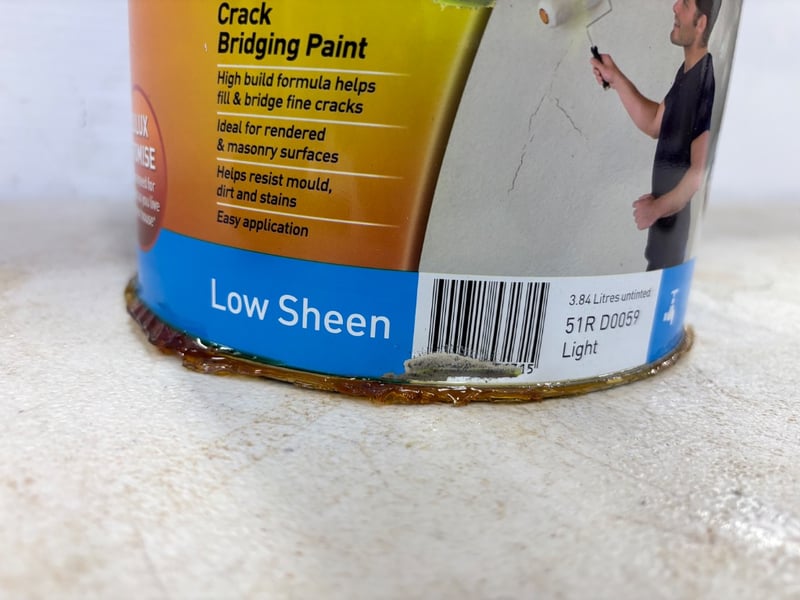 Crack
Bridging Paint
High build formula helps
fill & bridge fine cracks
Ideal for rendered
& masonry surfaces
Helps resist mould,
dirt and stains
Easy application
Low Sheen
3.84 Litres untinted
51R D0059
Light
15